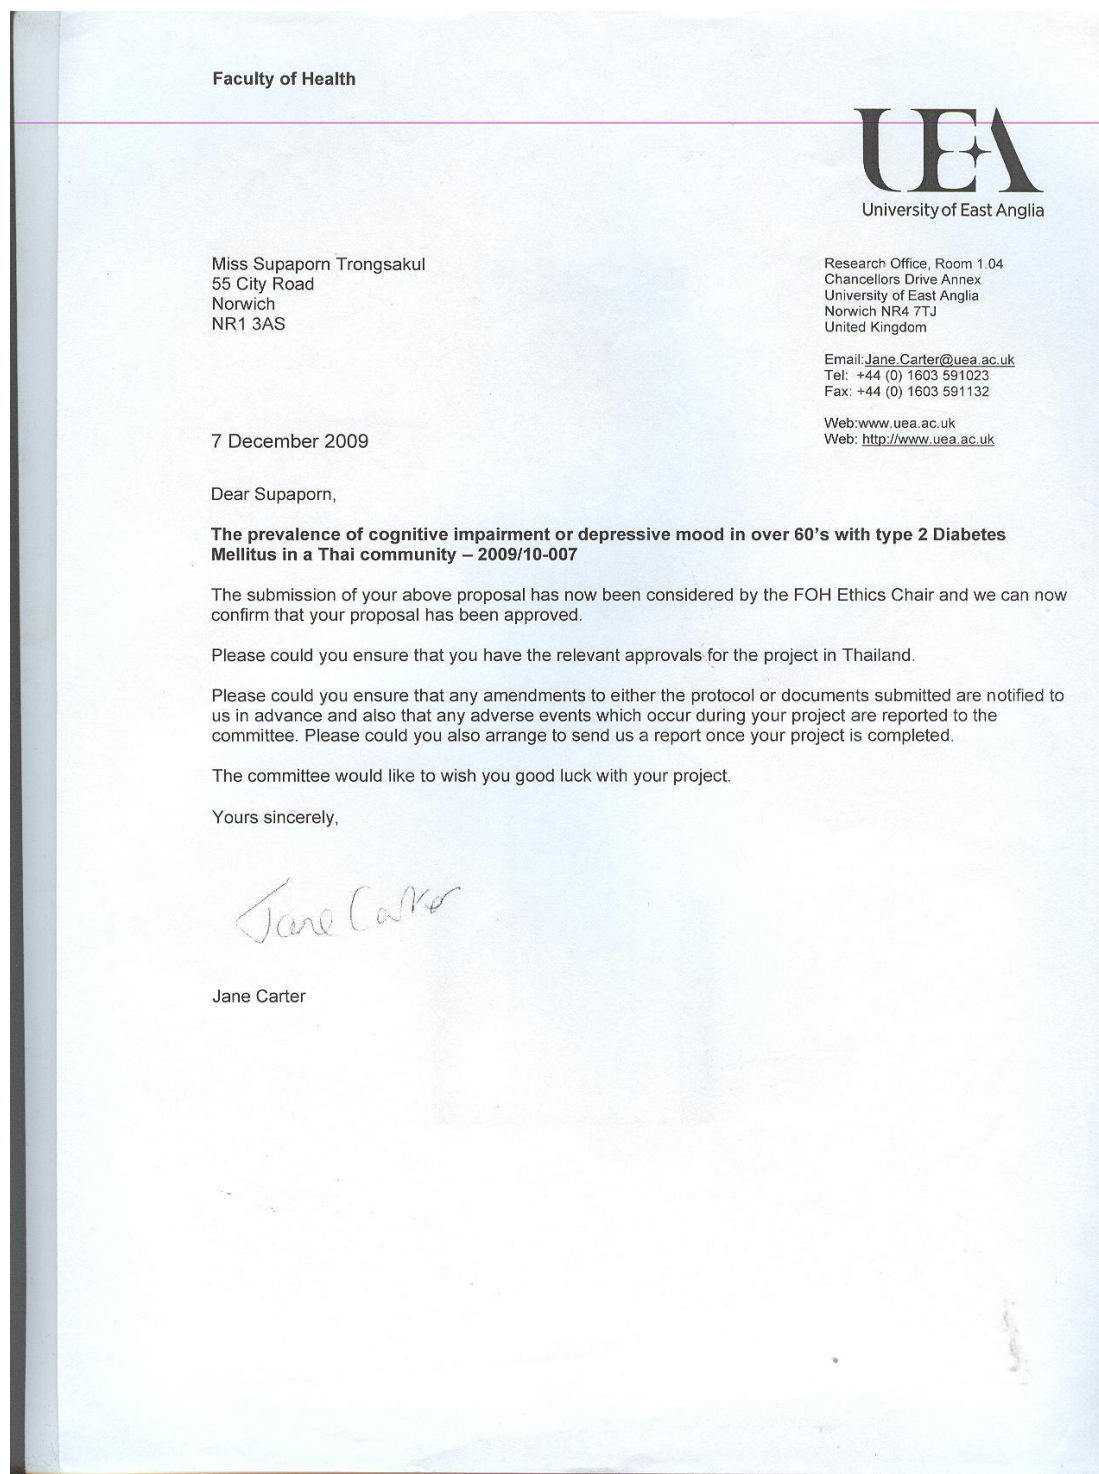 Faculty of Health
UEA
University of East Anglia
Miss Supaporn Trongsakul
55 City Road
Norwich
NR1 3AS
Research Office, Room 1.04
Chancellors Drive Annex
University of East Anglia
Norwich NR4 7TJ
United Kingdom
Email:Jane.Carter@uea.ac.uk
Tel: +44 (0) 1603 591023
Fax: +44 (0) 1603 591132
Web:www.uea.ac.uk
Web: http://www.uea.ac.uk
7 December 2009
Dear Supaporn,
The prevalence of cognitive impairment or depressive mood in over 60's with type 2 Diabetes
Mellitus in a Thai community – 2009/10-007
The submission of your above proposal has now been considered by the FOH Ethics Chair and we can now
confirm that your proposal has been approved.
Please could you ensure that you have the relevant approvals for the project in Thailand.
Please could you ensure that any amendments to either the protocol or documents submitted are notified to
us in advance and also that any adverse events which occur during your project are reported to the
committee. Please could you also arrange to send us a report once your project is completed.
The committee would like to wish you good luck with your project.
Yours sincerely,
Jane Carter
Jane Carter